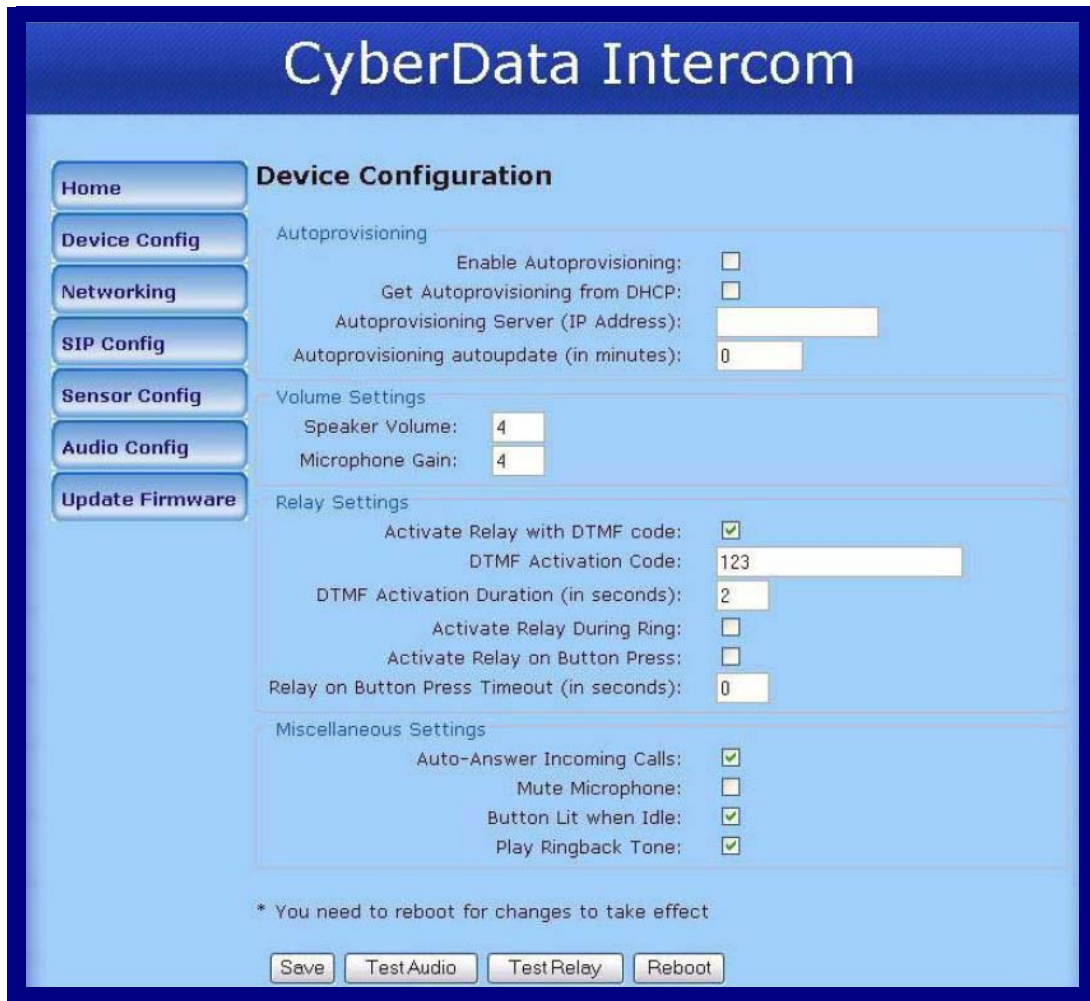 CyberData Intercom
Home
Device Config
Networking
SIP Config
Sensor Config
Audio Config
Update Firmware
Device Configuration
Autoprovisioning
Enable Autoprovisioning:
Get Autoprovisioning from DHCP:
Autoprovisioning Server (IP Address):
Autoprovisioning autoupdate (in minutes): 0
Volume Settings
Speaker Volume: 4
Microphone Gain: 4
Relay Settings
Activate Relay with DTMF code:
DTMF Activation Code: 123
DTMF Activation Duration (in seconds): 2
Activate Relay During Ring:
Activate Relay on Button Press:
Relay on Button Press Timeout (in seconds): 0
Miscellaneous Settings
Auto-Answer Incoming Calls:
Mute Microphone:
Button Lit when Idle:
Play Ringback Tone:
* You need to reboot for changes to take effect
Save Test Audio Test Relay Reboot